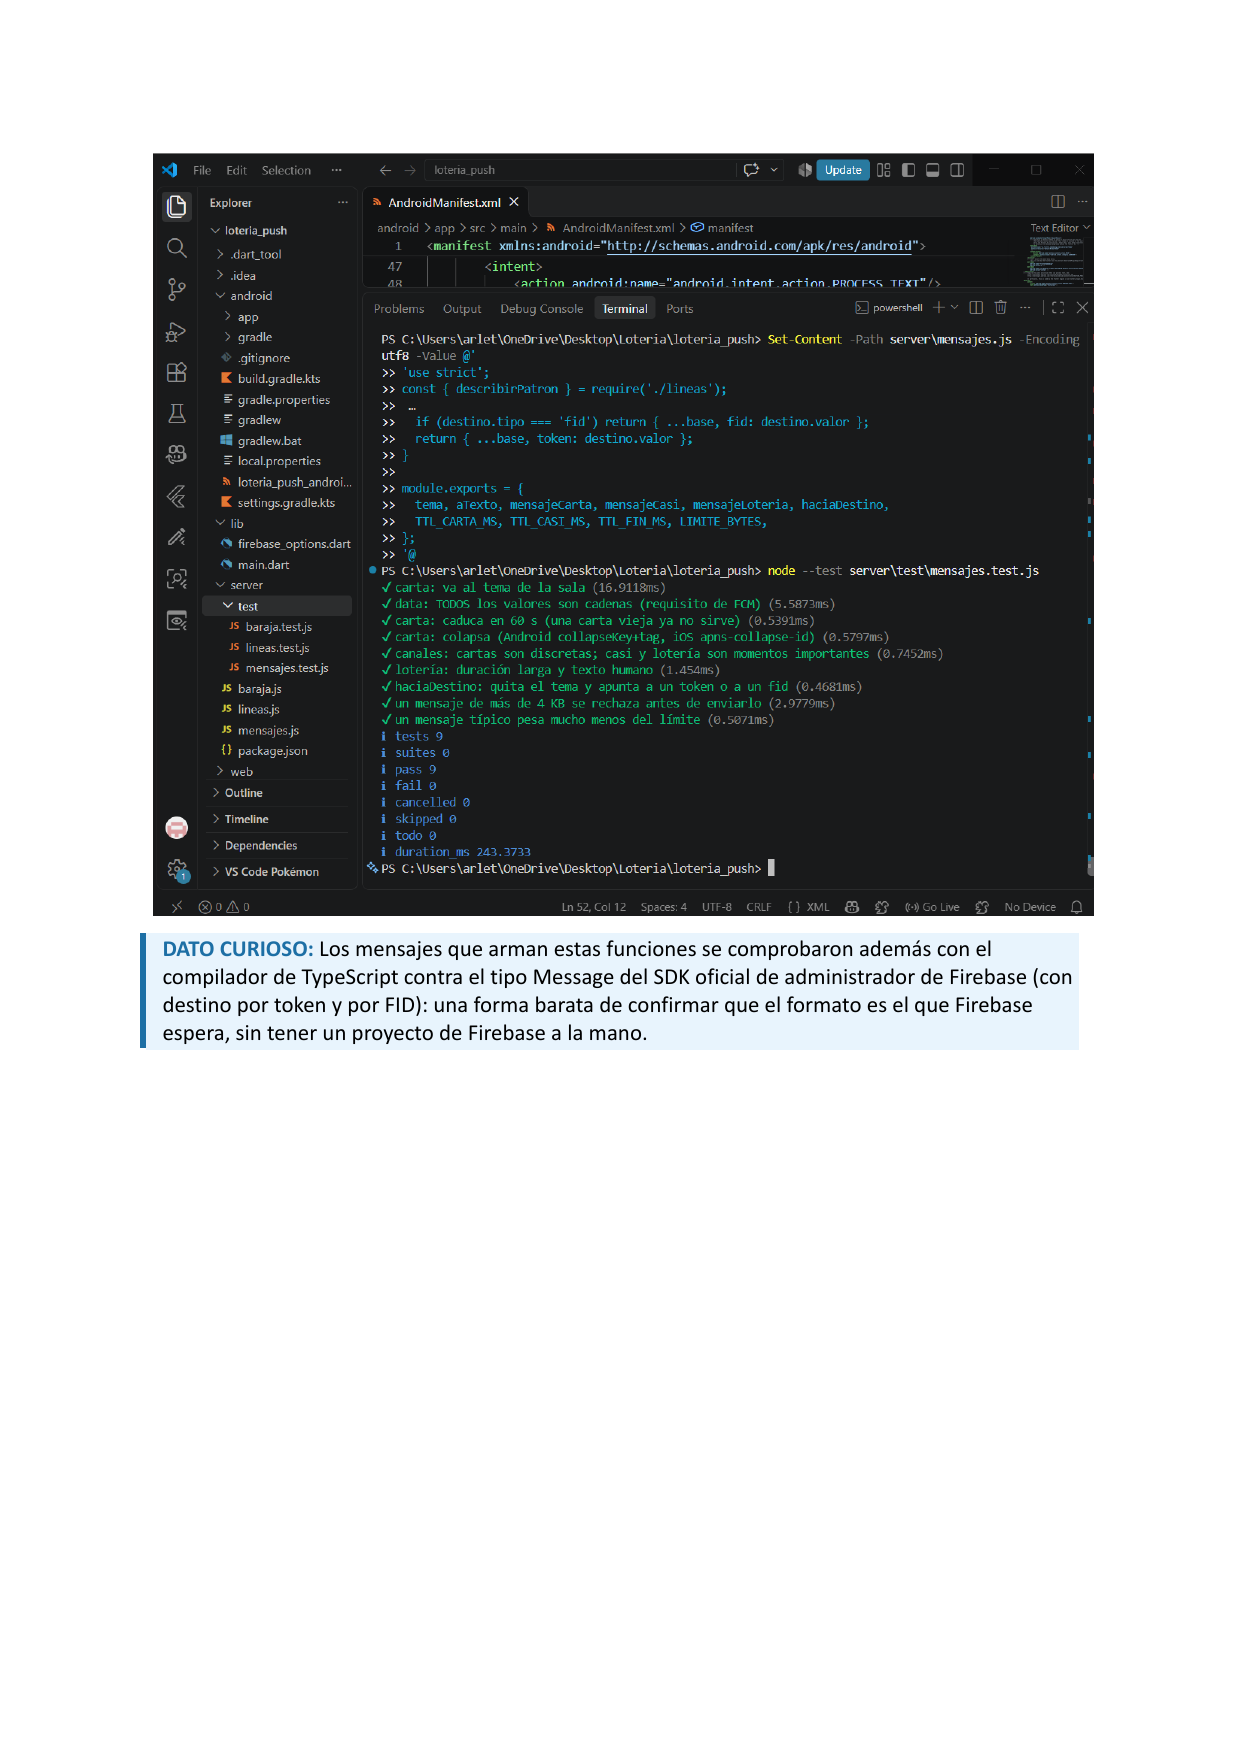 File Edit Selection ···
loteria_push
Update
Explorer ···
loteria_push
.dart_tool
.idea
android
app
gradle
.gitignore
build.gradle.kts
gradle.properties
gradlew
gradlew.bat
local.properties
loteria_push_androi...
settings.gradle.kts
lib
firebase_options.dart
main.dart
server
test
JS baraja.test.js
JS lineas.test.js
JS mensajes.test.js
JS baraja.js
JS lineas.js
JS mensajes.js
{} package.json
web
Outline
Timeline
Dependencies
VS Code Pokémon
AndroidManifest.xml
android > app > src > main > AndroidManifest.xml > manifest
Text Editor
1 <manifest xmlns:android="http://schemas.android.com/apk/res/android">
47 <intent>
48 <action android:name="android.intent.action.PROCESS_TEXT"/>
Problems Output Debug Console Terminal Ports
powershell
PS C:\Users\arlet\OneDrive\Desktop\Loteria\loteria_push> Set-Content -Path server\mensajes.js -Encoding
utf8 -Value @'
>> 'use strict';
>> const { describirPatron } = require('./lineas');
>> …
>> if (destino.tipo === 'fid') return { ...base, fid: destino.valor };
>> return { ...base, token: destino.valor };
>> }
>>
>> module.exports = {
>> tema, aTexto, mensajeCarta, mensajeCasi, mensajeLoteria, haciaDestino,
>> TTL_CARTA_MS, TTL_CASI_MS, TTL_FIN_MS, LIMITE_BYTES,
>> };
>> '@
PS C:\Users\arlet\OneDrive\Desktop\Loteria\loteria_push> node --test server\test\mensajes.test.js
✓ carta: va al tema de la sala (16.9118ms)
✓ data: TODOS los valores son cadenas (requisito de FCM) (5.5873ms)
✓ carta: caduca en 60 s (una carta vieja ya no sirve) (0.5391ms)
✓ carta: colapsa (Android collapseKey+tag, iOS apns-collapse-id) (0.5797ms)
✓ canales: cartas son discretas; casi y lotería son momentos importantes (0.7452ms)
✓ lotería: duración larga y texto humano (1.454ms)
✓ haciaDestino: quita el tema y apunta a un token o a un fid (0.4681ms)
✓ un mensaje de más de 4 KB se rechaza antes de enviarlo (2.9779ms)
✓ un mensaje típico pesa mucho menos del límite (0.5071ms)
ℹ tests 9
ℹ suites 0
ℹ pass 9
ℹ fail 0
ℹ cancelled 0
ℹ skipped 0
ℹ todo 0
ℹ duration_ms 243.3733
PS C:\Users\arlet\OneDrive\Desktop\Loteria\loteria_push>
1
0 0
Ln 52, Col 12 Spaces: 4 UTF-8 CRLF {} XML Go Live No Device
DATO CURIOSO: Los mensajes que arman estas funciones se comprobaron además con el
compilador de TypeScript contra el tipo Message del SDK oficial de administrador de Firebase (con
destino por token y por FID): una forma barata de confirmar que el formato es el que Firebase
espera, sin tener un proyecto de Firebase a la mano.